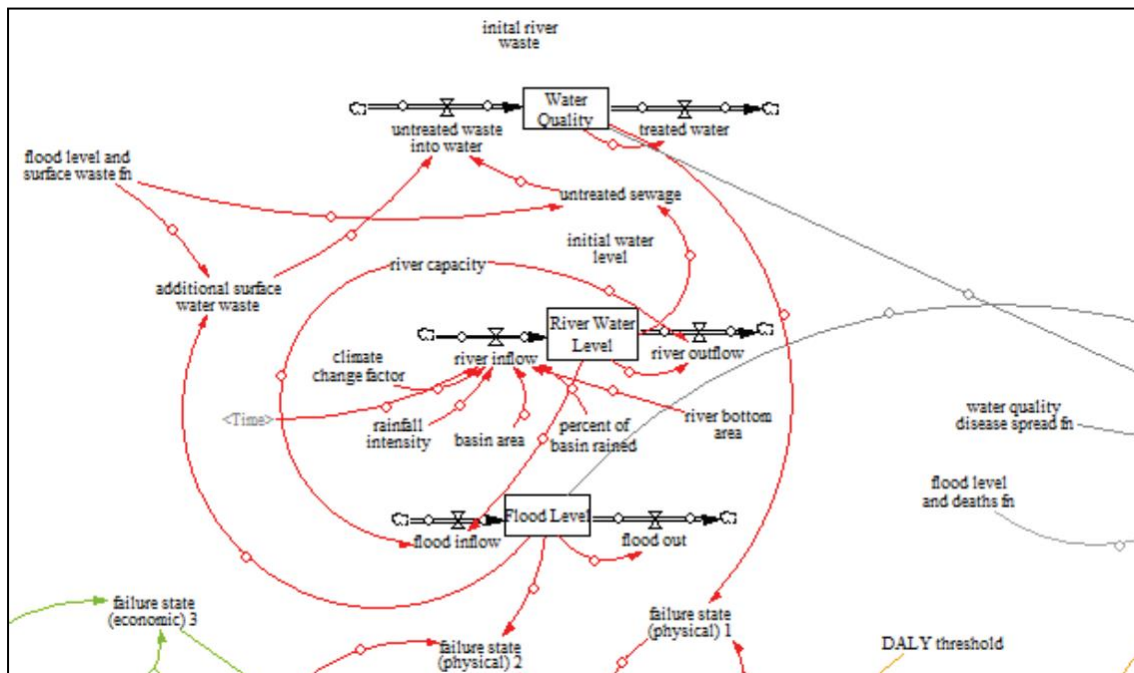 inital river
waste
Water
Quality
untreated waste
into water
treated water
flood level and
surface waste fn
untreated sewage
initial water
level
river capacity
additional surface
water waste
River Water
Level
river inflow
river outflow
climate
change factor
<Time>
rainfall
intensity
basin area
percent of
basin rained
river bottom
area
water quality
disease spread fn
flood level
and deaths fn
Flood Level
flood inflow
flood out
failure state
(economic) 3
failure state
(physical) 2
failure state
(physical) 1
DALY threshold